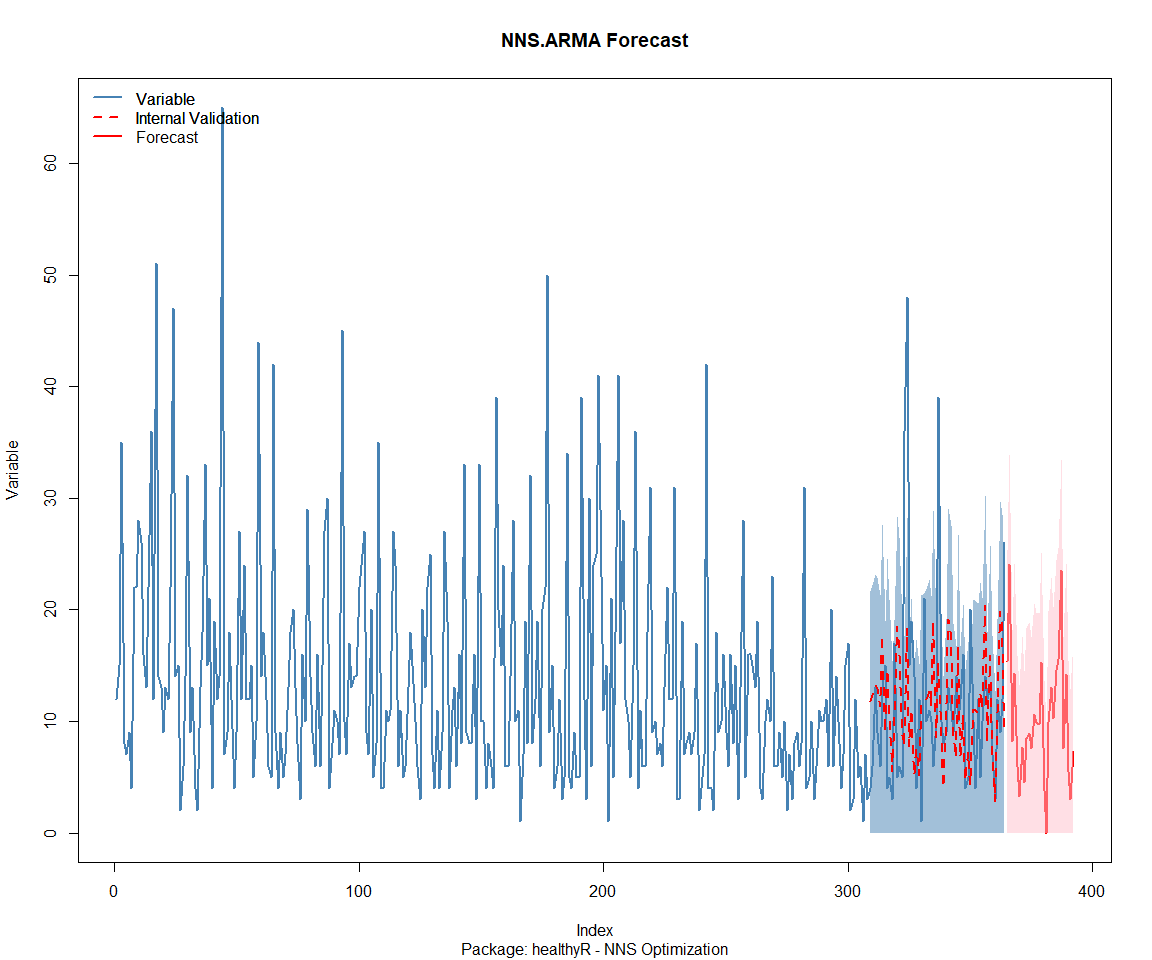 NNS.ARMA Forecast
Variable
Internal Validation
Forecast
Variable
60
50
40
30
20
10
0
0
100
200
300
400
Index
Package: healthyR - NNS Optimization